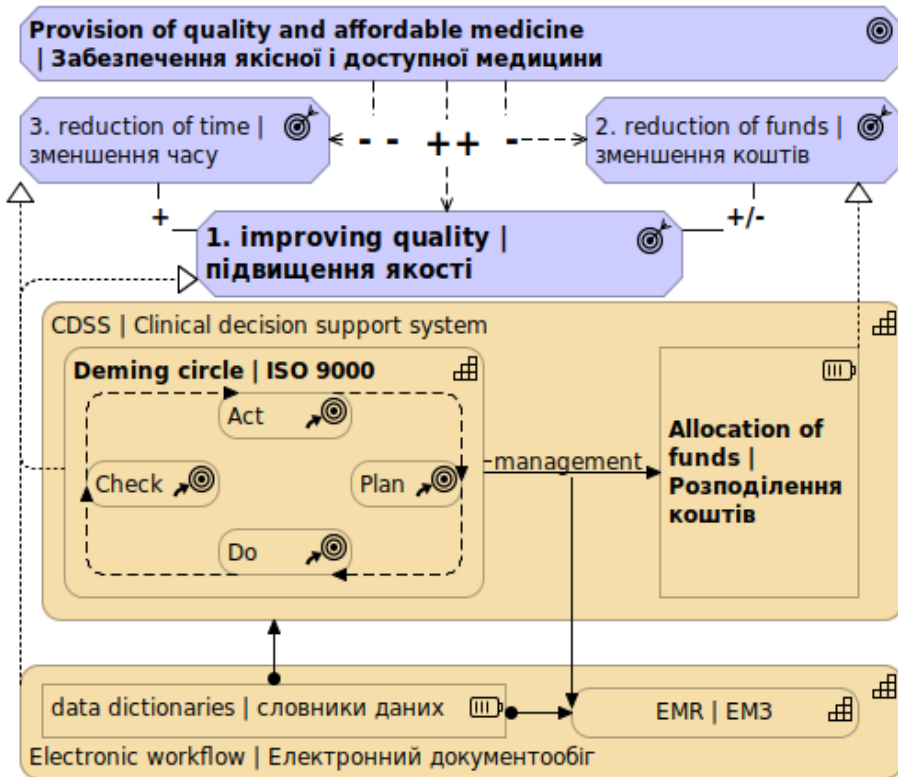 Provision of quality and affordable medicine
| Забезпечення якісної і доступної медицини
3. reduction of time |
зменшення часу
- - ++ -
2. reduction of funds |
зменшення коштів
+
+/-
1. improving quality |
підвищення якості
CDSS | Clinical decision support system
Deming circle | ISO 9000
Act
Check
Plan
Do
management
Allocation of
funds |
Розподілення
коштів
data dictionaries | словники даних
EMR | ЕМЗ
Electronic workflow | Електронний документообіг